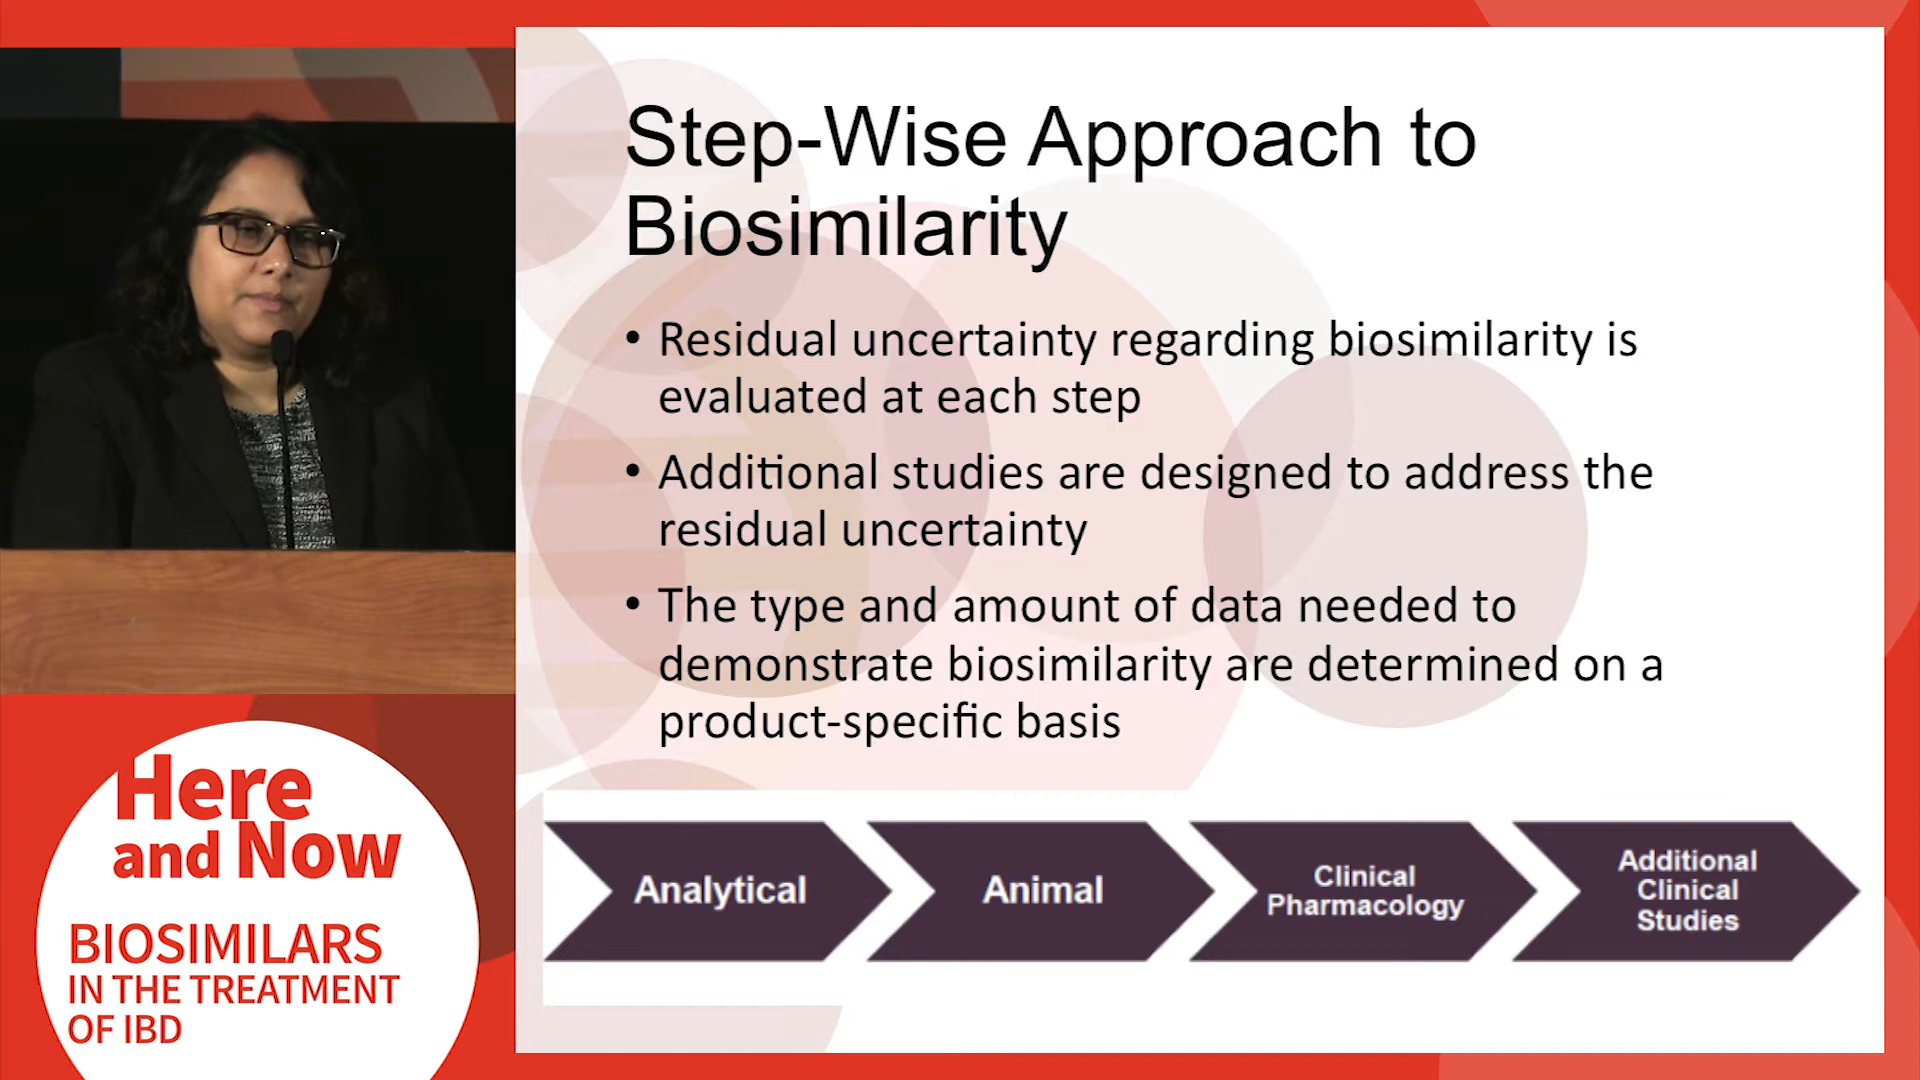 Step-Wise Approach to
Biosimilarity
• Residual uncertainty regarding biosimilarity is
evaluated at each step
• Additional studies are designed to address the
residual uncertainty
• The type and amount of data needed to
demonstrate biosimilarity are determined on a
product-specific basis
Analytical
Animal
Clinical
Pharmacology
Additional
Clinical
Studies
Here
and Now
BIOSIMILARS
IN THE TREATMENT
OF IBD